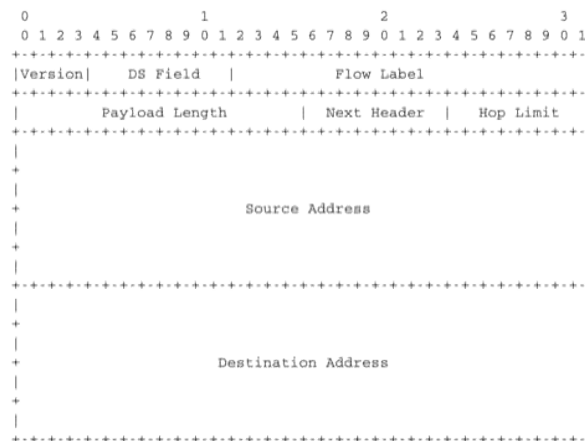 0                   1                   2                   3
0 1 2 3 4 5 6 7 8 9 0 1 2 3 4 5 6 7 8 9 0 1 2 3 4 5 6 7 8 9 0 1
+-+-+-+-+-+-+-+-+-+-+-+-+-+-+-+-+-+-+-+-+-+-+-+-+-+-+-+-+-+-+-+-
|Version|    DS Field   |           Flow Label
+-+-+-+-+-+-+-+-+-+-+-+-+-+-+-+-+-+-+-+-+-+-+-+-+-+-+-+-+-+-+-+-
|         Payload Length        |  Next Header  |   Hop Limit
+-+-+-+-+-+-+-+-+-+-+-+-+-+-+-+-+-+-+-+-+-+-+-+-+-+-+-+-+-+-+-+-
|
+
|
+                         Source Address
|
+
|
+-+-+-+-+-+-+-+-+-+-+-+-+-+-+-+-+-+-+-+-+-+-+-+-+-+-+-+-+-+-+-+-
|
+
|
+                      Destination Address
|
+
|
+-+-+-+-+-+-+-+-+-+-+-+-+-+-+-+-+-+-+-+-+-+-+-+-+-+-+-+-+-+-+-+-